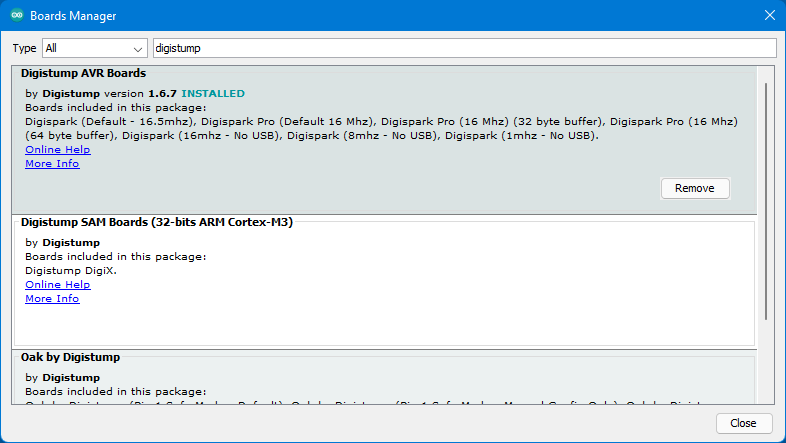 Boards Manager
Type All digistump
Digistump AVR Boards
by Digistump version 1.6.7 INSTALLED
Boards included in this package:
Digispark (Default - 16.5mhz), Digispark Pro (Default 16 Mhz), Digispark Pro (16 Mhz) (32 byte buffer), Digispark Pro (16 Mhz)
(64 byte buffer), Digispark (16mhz - No USB), Digispark (8mhz - No USB), Digispark (1mhz - No USB).
Online Help
More Info
Remove
Digistump SAM Boards (32-bits ARM Cortex-M3)
by Digistump
Boards included in this package:
Digistump DigiX.
Online Help
More Info
Oak by Digistump
by Digistump
Boards included in this package:
Close